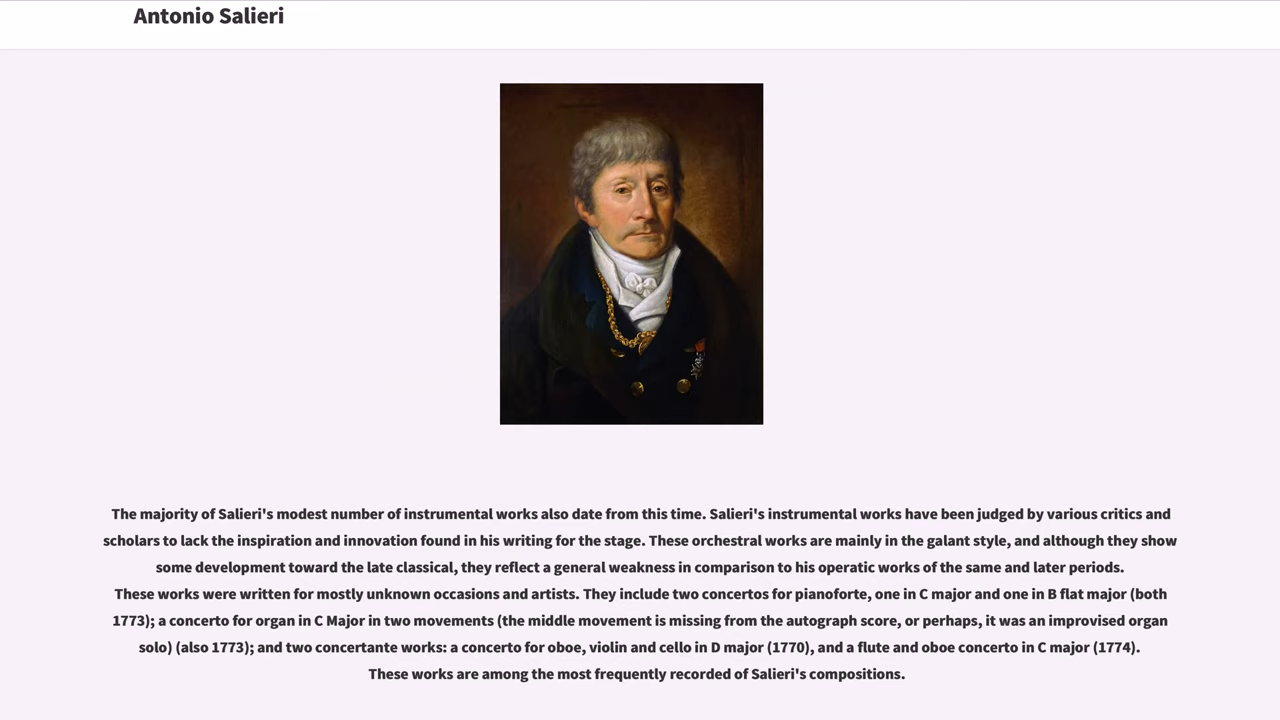 Antonio Salieri
The majority of Salieri's modest number of instrumental works also date from this time. Salieri's instrumental works have been judged by various critics and
scholars to lack the inspiration and innovation found in his writing for the stage. These orchestral works are mainly in the galant style, and although they show
some development toward the late classical, they reflect a general weakness in comparison to his operatic works of the same and later periods.
These works were written for mostly unknown occasions and artists. They include two concertos for pianoforte, one in C major and one in B flat major (both
1773); a concerto for organ in C Major in two movements (the middle movement is missing from the autograph score, or perhaps, it was an improvised organ
solo) (also 1773); and two concertante works: a concerto for oboe, violin and cello in D major (1770), and a flute and oboe concerto in C major (1774).
These works are among the most frequently recorded of Salieri's compositions.